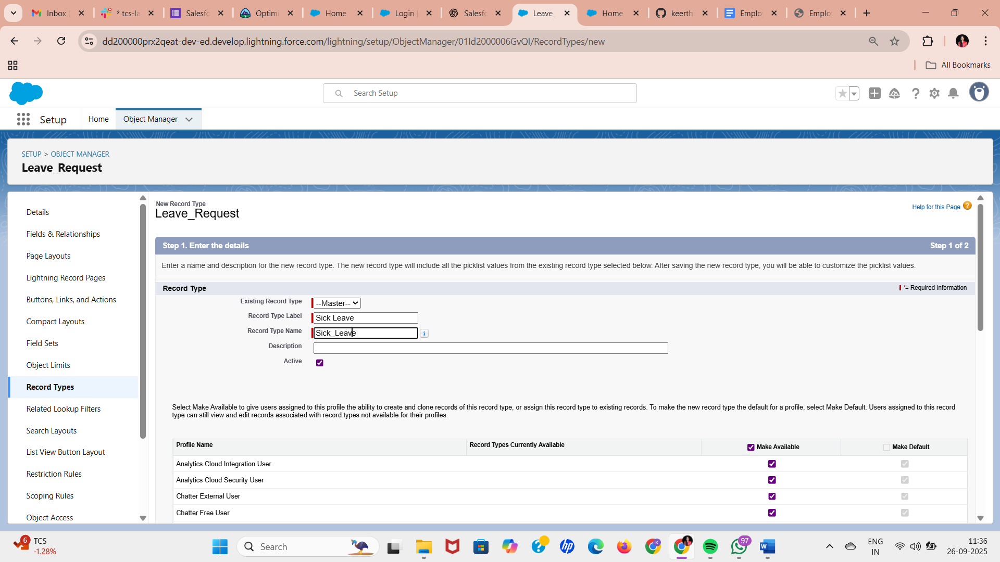 Inbox (
* tcs-la
Salesfo
Optimi
Home
Login |
Salesfo
Leave_
Home
keerth
Emplo
Emplo
dd200000prx2qeat-dev-ed.develop.lightning.force.com/lightning/setup/ObjectManager/01Id2000006GvQI/RecordTypes/new
All Bookmarks
Search Setup
Setup
Home
Object Manager
SETUP > OBJECT MANAGER
Leave_Request
Details
Fields & Relationships
Page Layouts
Lightning Record Pages
Buttons, Links, and Actions
Compact Layouts
Field Sets
Object Limits
Record Types
Related Lookup Filters
Search Layouts
List View Button Layout
Restriction Rules
Scoping Rules
Object Access
New Record Type
Leave_Request
Help for this Page
Step 1. Enter the details
Step 1 of 2
Enter a name and description for the new record type. The new record type will include all the picklist values from the existing record type selected below. After saving the new record type, you will be able to customize the picklist values.
Record Type
*= Required Information
Existing Record Type
--Master--
Record Type Label
Sick Leave
Record Type Name
Sick_Leave
Description
Active
Select Make Available to give users assigned to this profile the ability to create and clone records of this record type, or assign this record type to existing records. To make the new record type the default for a profile, select Make Default. Users assigned to this record
type can still view and edit records associated with record types not available for their profiles.
Profile Name
Record Types Currently Available
Make Available
Make Default
Analytics Cloud Integration User
Analytics Cloud Security User
Chatter External User
Chatter Free User
6
TCS
-1.28%
Search
97
ENG
IN
11:36
26-09-2025